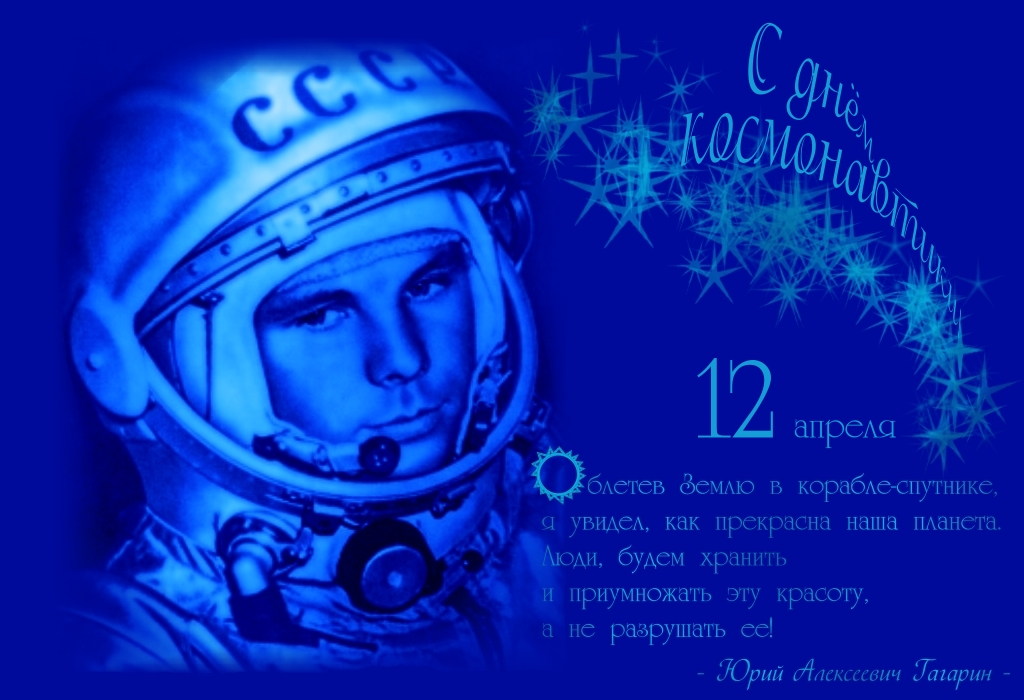 СССР
С днём
космонавтики
12 апреля
Облетев Землю в корабле-спутнике,
я увидел, как прекрасна наша планета.
Люди, будем хранить
и приумножать эту красоту,
а не разрушать ее!
- Юрий Алексеевич Гагарин -